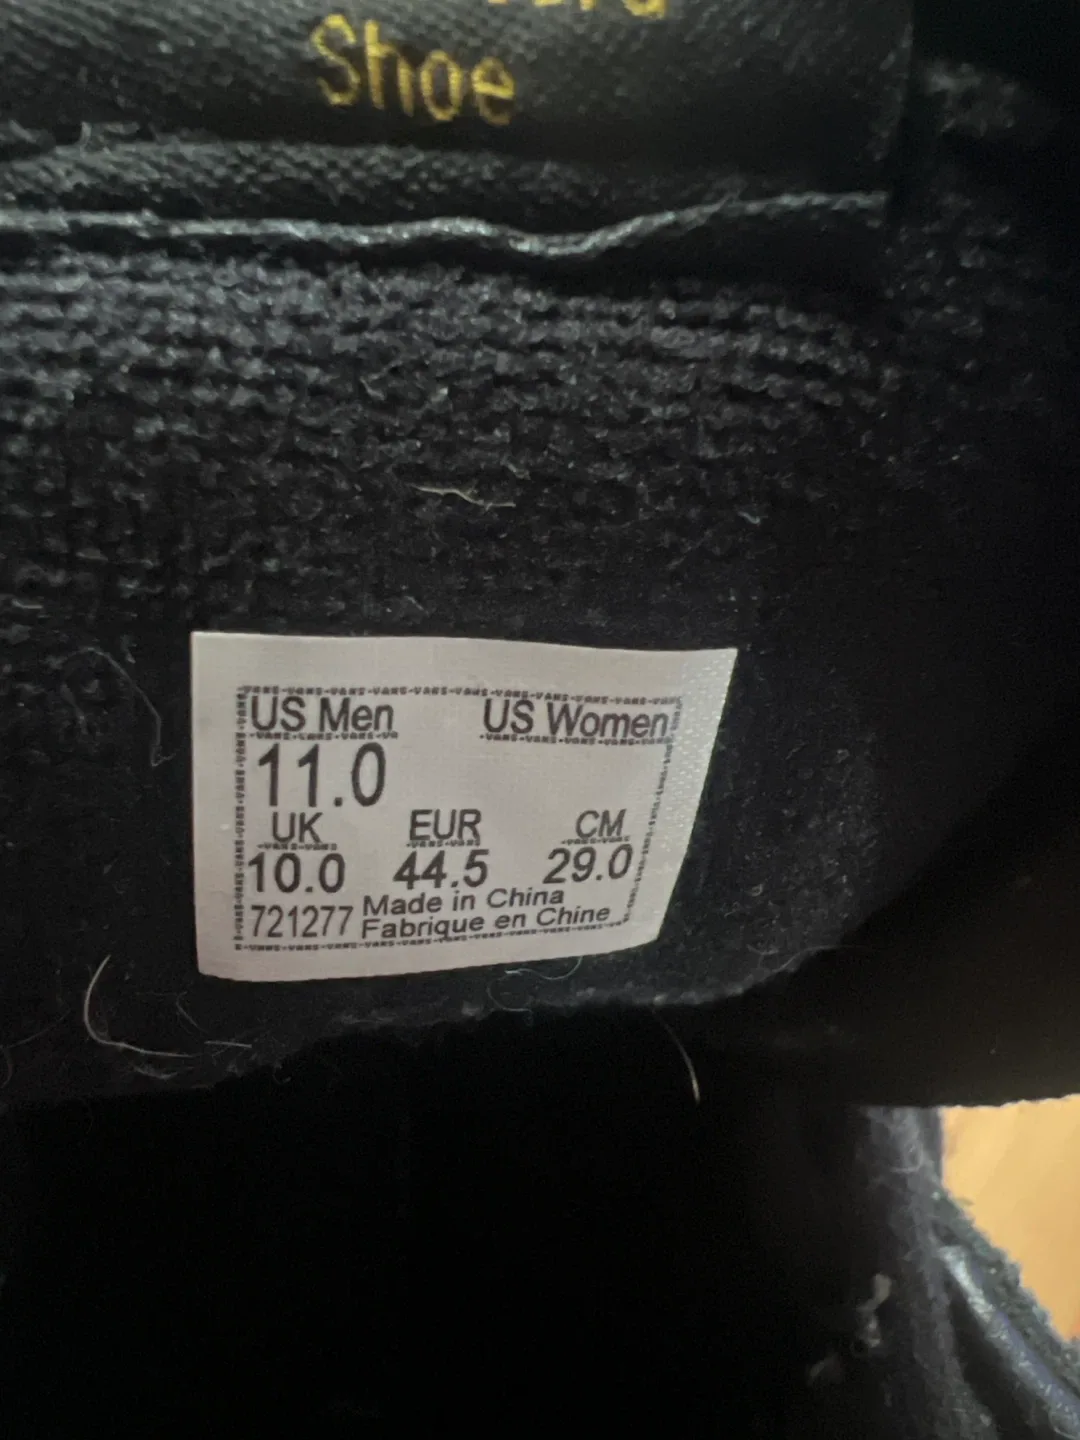 Shoe
US Men US Women
11.0
UK EUR CM
10.0 44.5 29.0
721277 Made in China
Fabrique en Chine